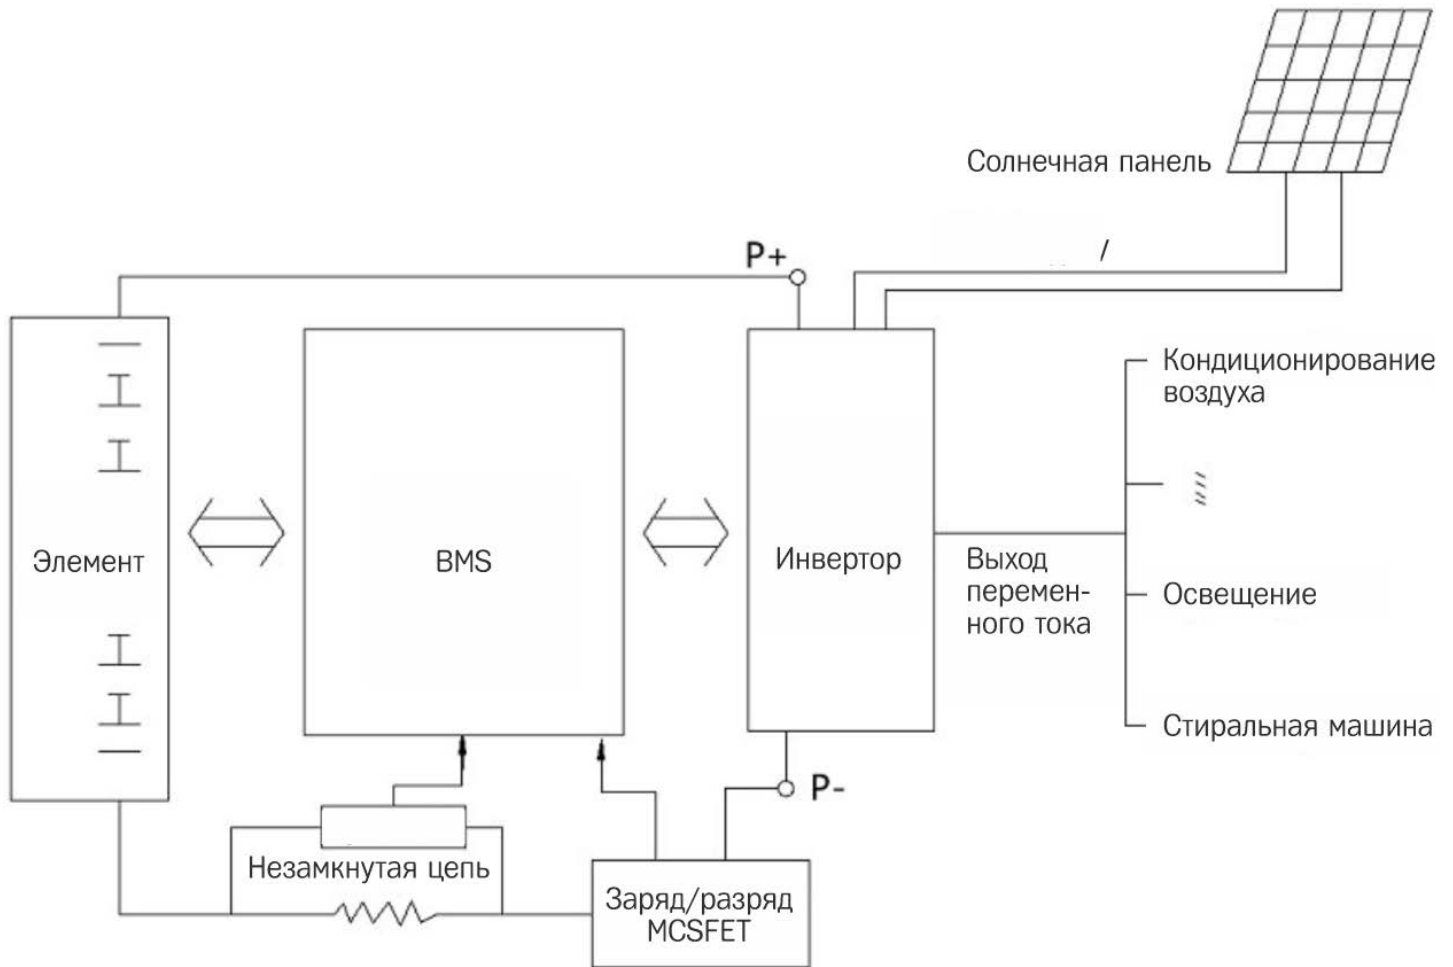 Солнечная панель
P+
/
Кондиционирование
воздуха
Элемент
BMS
Инвертор
Выход
перемен-
ного тока
Освещение
Стиральная машина
P-
Незамкнутая цепь
Заряд/разряд
MCSFET